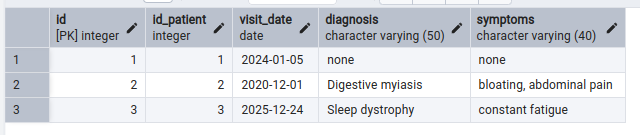 id id_patient visit_date diagnosis symptoms
[PK] integer integer date character varying (50) character varying (40)
1 1 1 2024-01-05 none none
2 2 2 2020-12-01 Digestive myiasis bloating, abdominal pain
3 3 3 2025-12-24 Sleep dystrophy constant fatigue